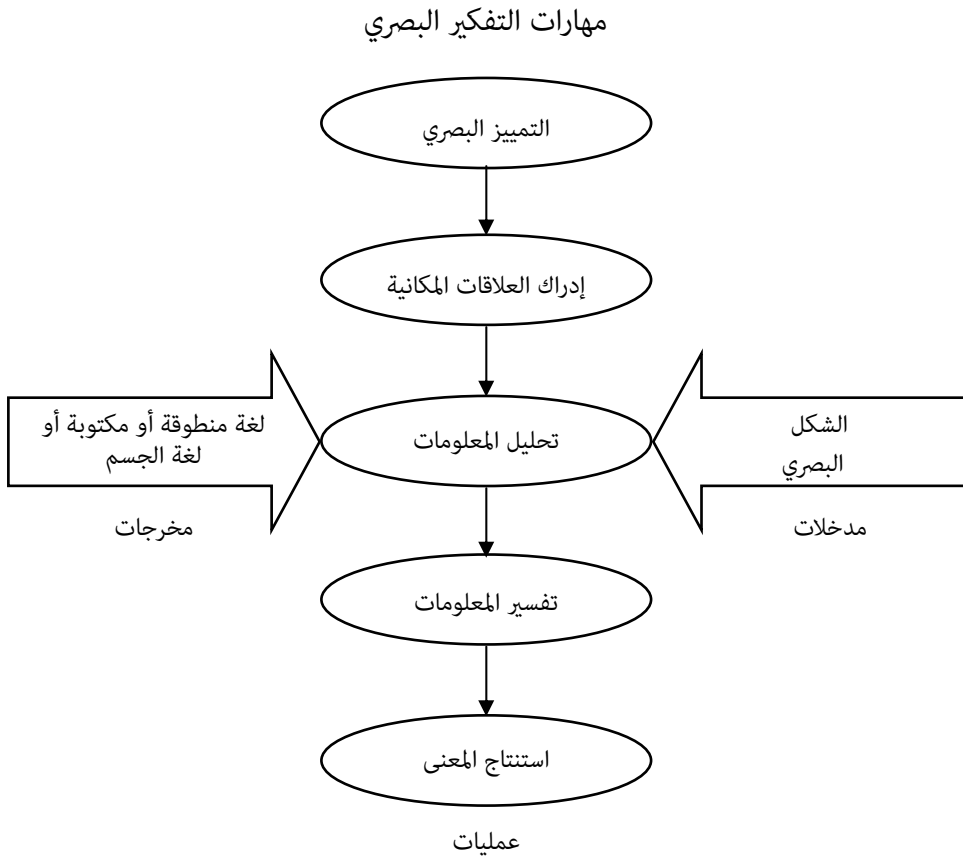 مهارات التفكير البصري
التمييز البصري
إدراك العلاقات المكانية
الشكل
البصري
مدخلات
تحليل المعلومات
لغة منطوقة أو مكتوبة أو
لغة الجسم
مخرجات
تفسير المعلومات
استنتاج المعنى
عمليات